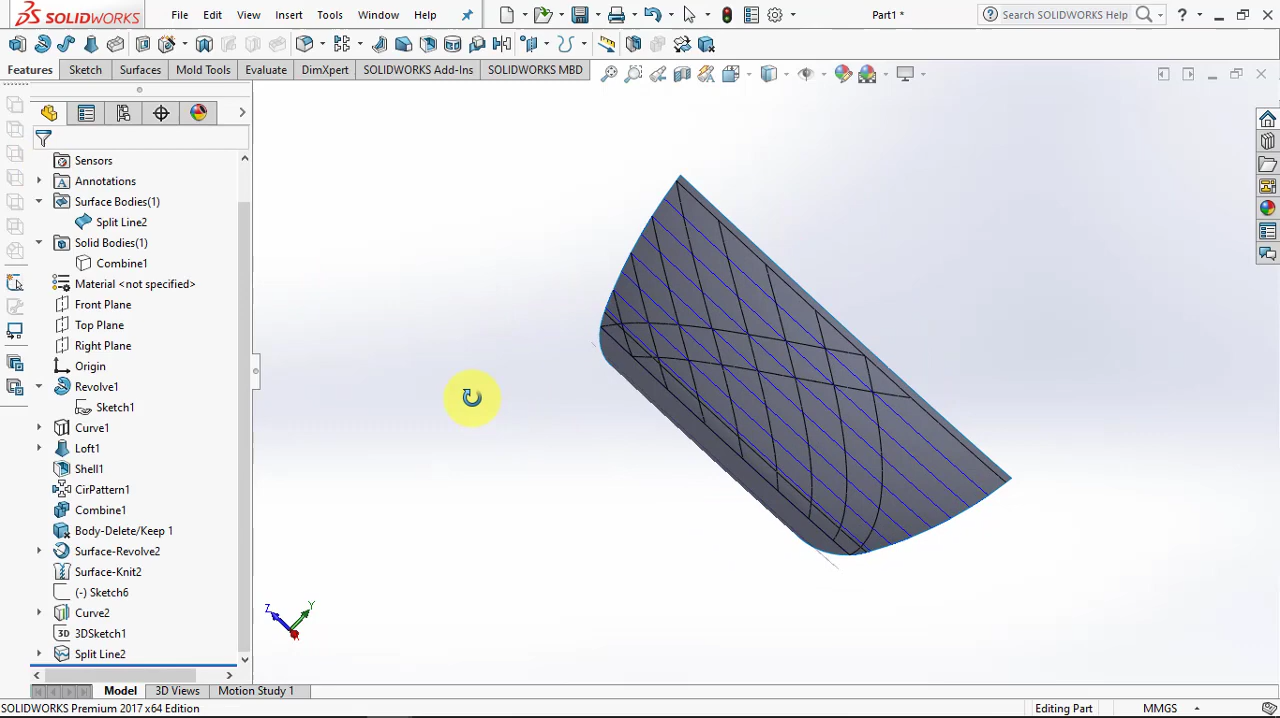 SOLIDWORKS File Edit View Insert Tools Window Help Part1 * Search SOLIDWORKS Help ?
Features Sketch Surfaces Mold Tools Evaluate DimXpert SOLIDWORKS Add-Ins SOLIDWORKS MBD
Sensors
Annotations
Surface Bodies(1)
Split Line2
Solid Bodies(1)
Combine1
Material <not specified>
Front Plane
Top Plane
Right Plane
Origin
Revolve1
Sketch1
Curve1
Loft1
Shell1
CirPattern1
Combine1
Body-Delete/Keep 1
Surface-Revolve2
Surface-Knit2
(-) Sketch6
Curve2
3D 3DSketch1
Split Line2
Z Y
Model 3D Views Motion Study 1
SOLIDWORKS Premium 2017 x64 Edition Editing Part MMGS